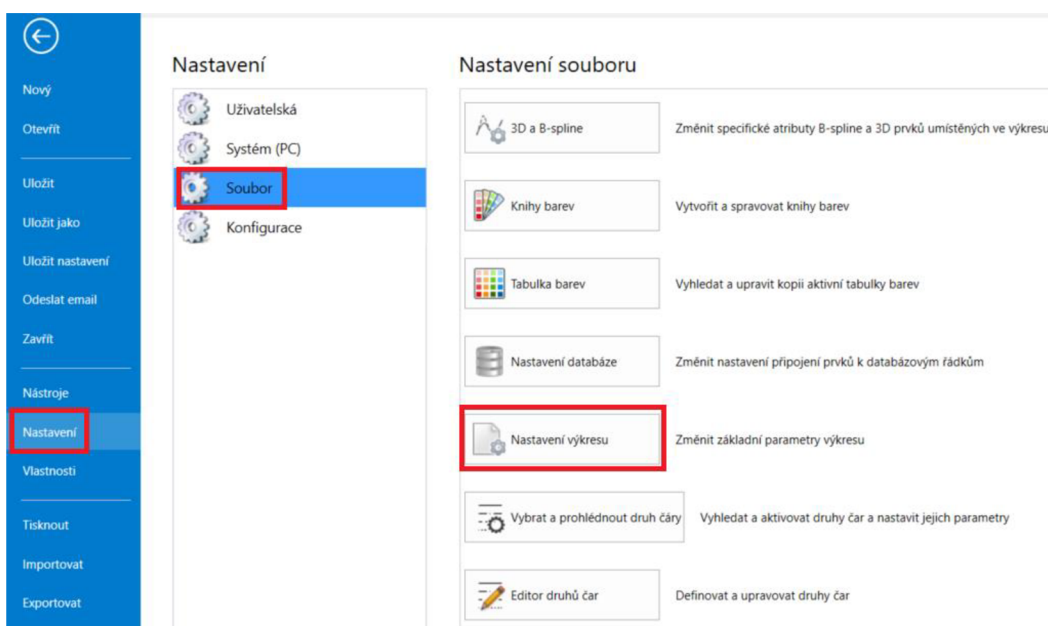 Nový
Otevřít
Uložit
Uložit jako
Uložit nastavení
Odeslat email
Zavřít
Nástroje
Nastavení
Vlastnosti
Tisknout
Importovat
Exportovat
Nastavení
Uživatelská
Systém (PC)
Soubor
Konfigurace
Nastavení souboru
3D a B-spline Změnit specifické atributy B-spline a 3D prvků umístěných ve výkresu
Knihy barev Vytvořit a spravovat knihy barev
Tabulka barev Vyhledat a upravit kopii aktivní tabulky barev
Nastavení databáze Změnit nastavení připojení prvků k databázovým řádkům
Nastavení výkresu Změnit základní parametry výkresu
Vybrat a prohlédnout druh čáry Vyhledat a aktivovat druhy čar a nastavit jejich parametry
Editor druhů čar Definovat a upravovat druhy čar